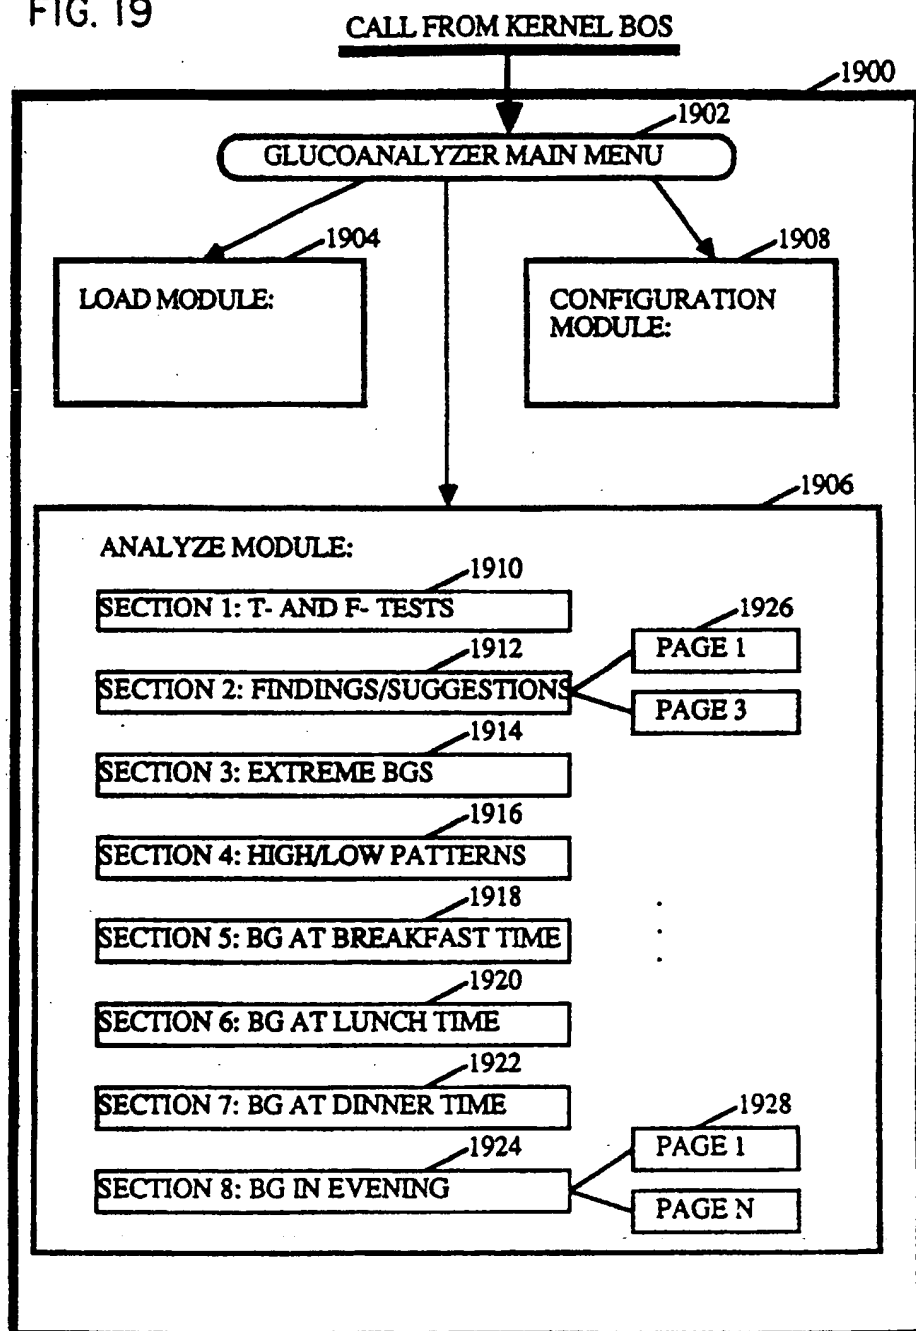 FIG. 19
CALL FROM KERNEL BOS
1900
1902
GLUCOANALYZER MAIN MENU
1904
LOAD MODULE:
1908
CONFIGURATION
MODULE:
1906
ANALYZE MODULE:
1910
SECTION 1: T- AND F- TESTS
1912
SECTION 2: FINDINGS/SUGGESTIONS
1926
PAGE 1
PAGE 3
1914
SECTION 3: EXTREME BGS
1916
SECTION 4: HIGH/LOW PATTERNS
1918
SECTION 5: BG AT BREAKFAST TIME
1920
SECTION 6: BG AT LUNCH TIME
1922
SECTION 7: BG AT DINNER TIME
1924
SECTION 8: BG IN EVENING
1928
PAGE 1
PAGE N